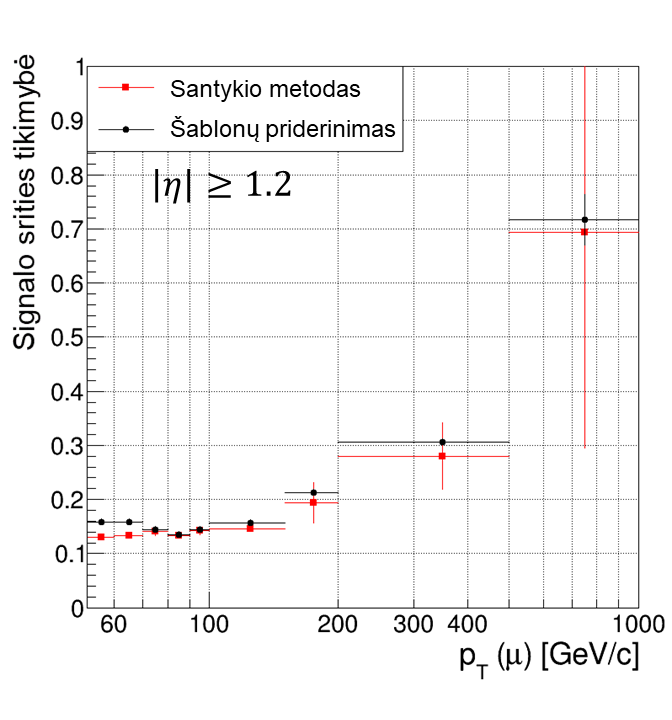 Signalo srities tikimybė
Santykio metodas
Šablonų priderinimas
|η| ≥ 1.2
1
0.9
0.8
0.7
0.6
0.5
0.4
0.3
0.2
0.1
0
60 100 200 300 400 1000
p_T (μ) [GeV/c]